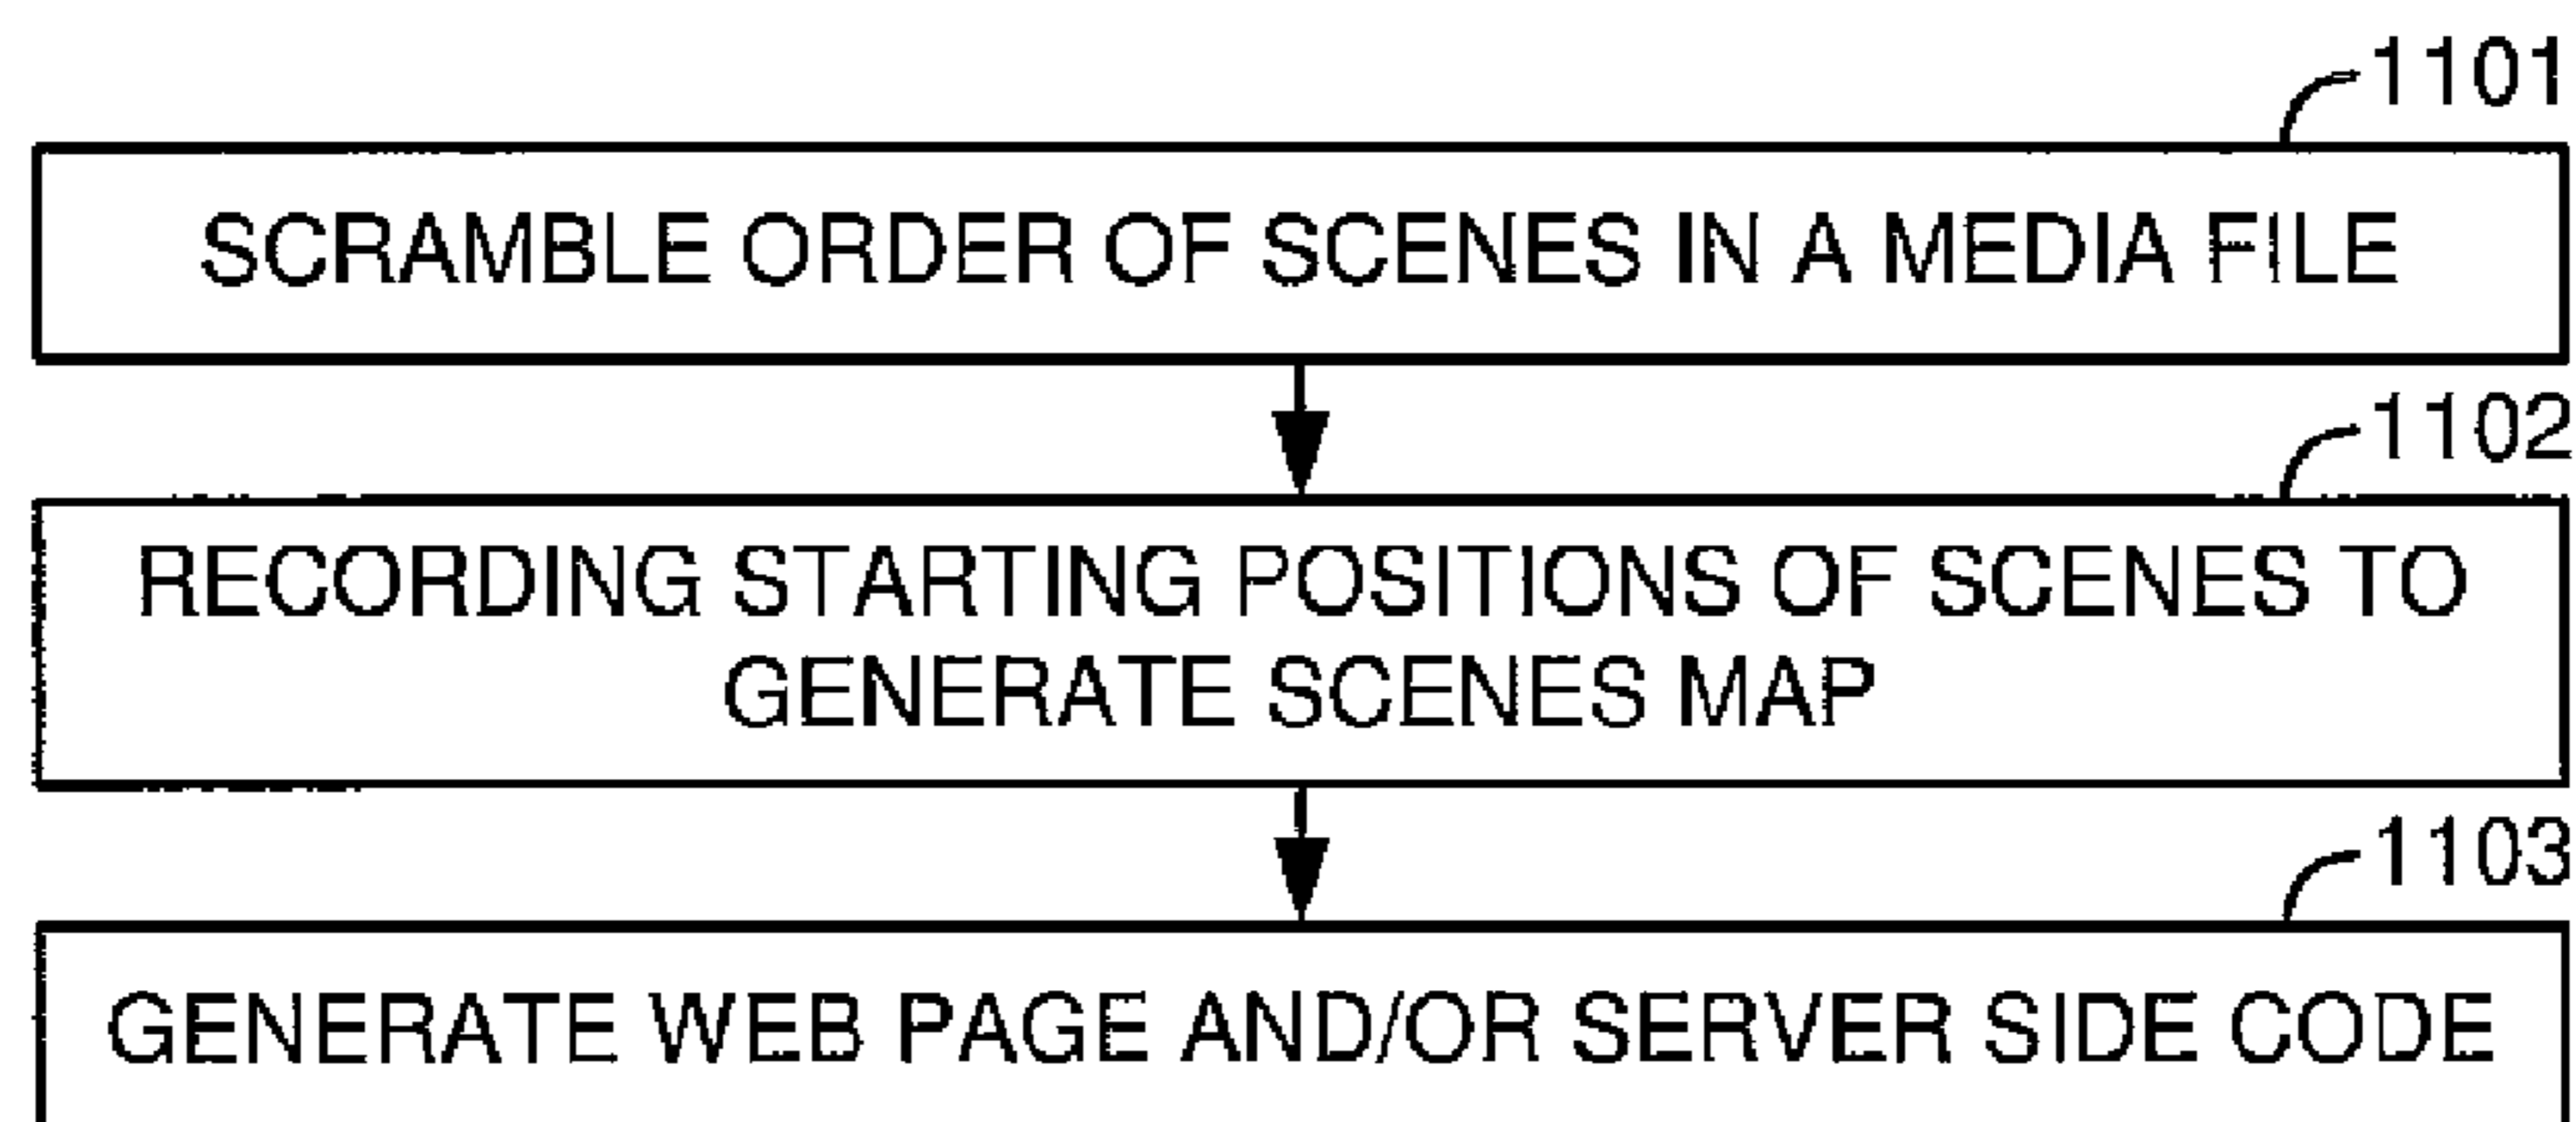 1101
SCRAMBLE ORDER OF SCENES IN A MEDIA FILE
1102
RECORDING STARTING POSITIONS OF SCENES TO
GENERATE SCENES MAP
1103
GENERATE WEB PAGE AND/OR SERVER SIDE CODE